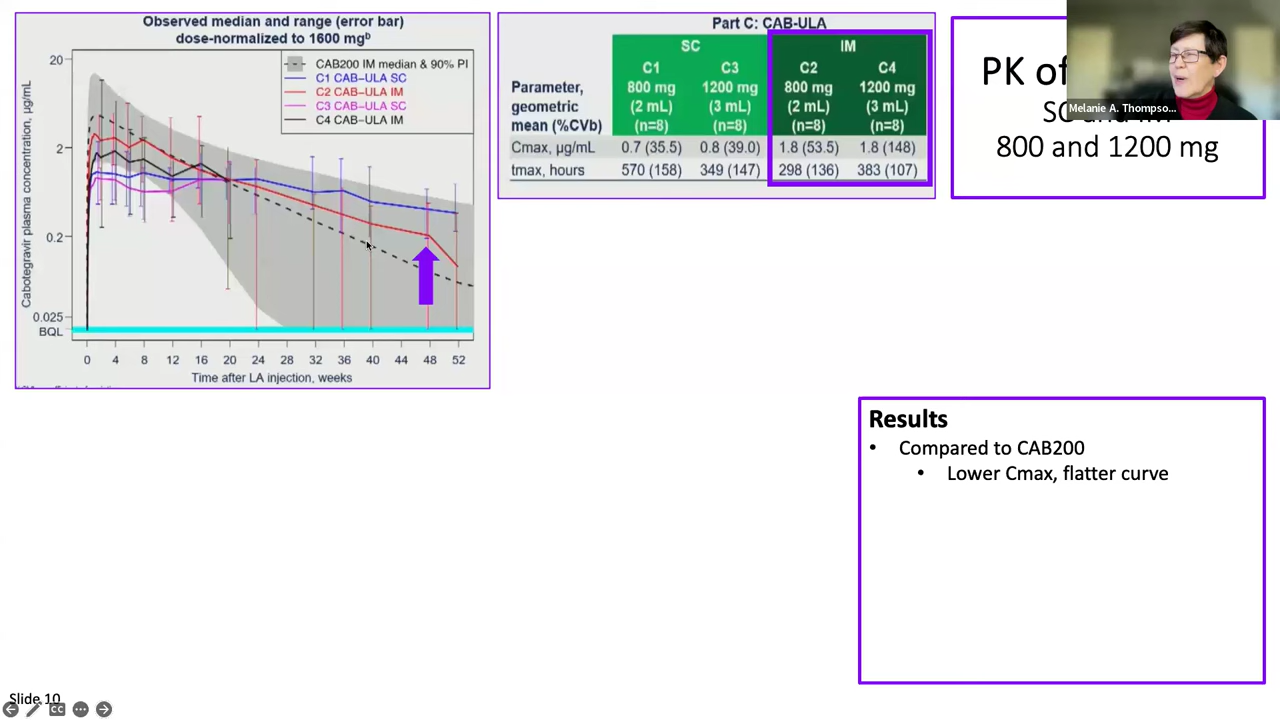 Observed median and range (error bar)
dose-normalized to 1600 mgᵇ
Cabotegravir plasma concentration, µg/mL
20
2
0.2
0.025
BQL
CAB200 IM median & 90% PI
C1 CAB–ULA SC
C2 CAB–ULA IM
C3 CAB–ULA SC
C4 CAB–ULA IM
0 4 8 12 16 20 24 28 32 36 40 44 48 52
Time after LA injection, weeks
Part C: CAB-ULA
SC IM
Parameter, geometric mean (%CVb) C1 800 mg (2 mL) (n=8) C3 1200 mg (3 mL) (n=8) C2 800 mg (2 mL) (n=8) C4 1200 mg (3 mL) (n=8)
Cmax, µg/mL 0.7 (35.5) 0.8 (39.0) 1.8 (53.5) 1.8 (148)
tmax, hours 570 (158) 349 (147) 298 (136) 383 (107)
PK of
800 and 1200 mg
Melanie A. Thompso...
Results
• Compared to CAB200
• Lower Cmax, flatter curve
Slide 10
CC